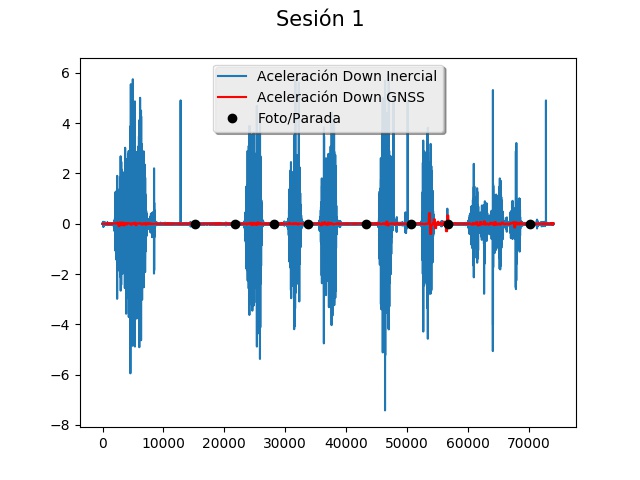 Sesión 1
Aceleración Down Inercial
Aceleración Down GNSS
Foto/Parada
6
4
2
0
−2
−4
−6
−8
0 10000 20000 30000 40000 50000 60000 70000